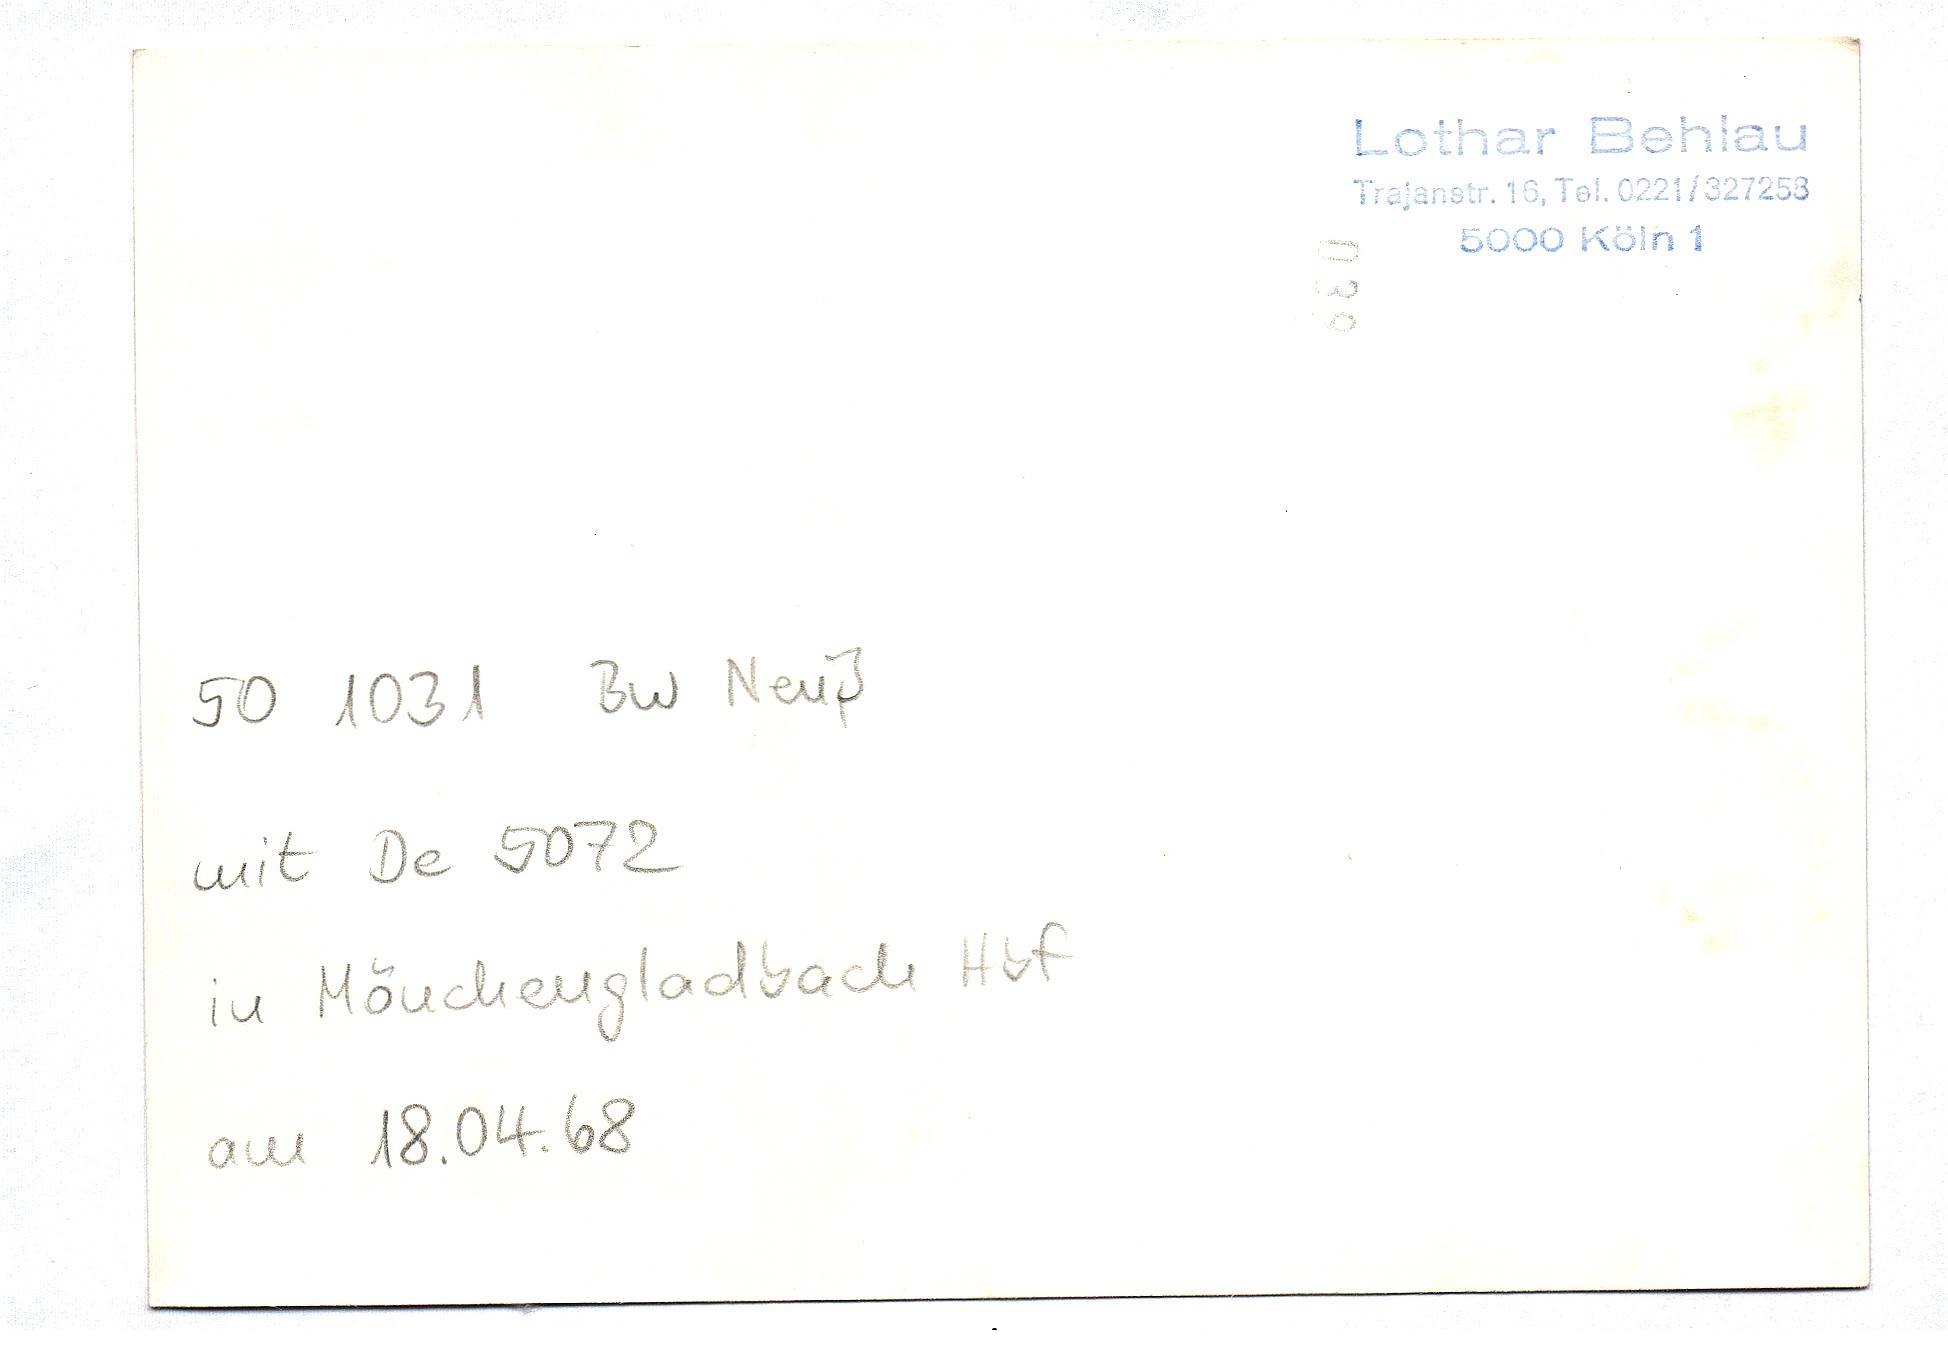 Lothar Behlau
Trajanstr. 16, Tel. 0221/327258
5000 Köln 1
039
50 1031 Bw Neuß
mit De 5072
in Mönchengladbach Hbf
am 18.04.68